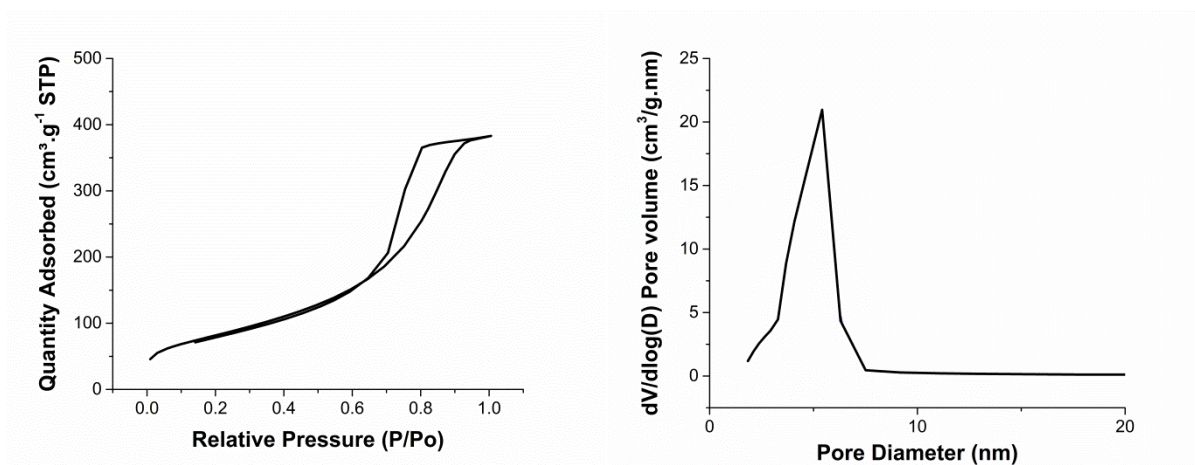 Quantity Adsorbed (cm³.g⁻¹ STP)
500
400
300
200
100
0
0.0 0.2 0.4 0.6 0.8 1.0
Relative Pressure (P/Po)
dV/dlog(D) Pore volume (cm³/g.nm)
25
20
15
10
5
0
0 10 20
Pore Diameter (nm)